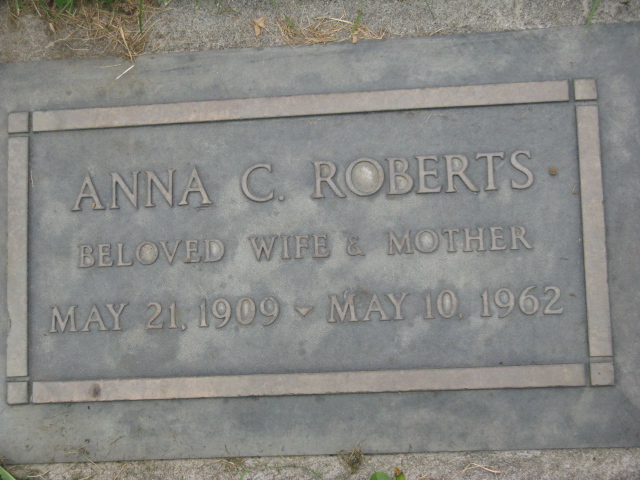 ANNA C. ROBERTS
BELOVED WIFE & MOTHER
MAY 21, 1909 - MAY 10, 1962